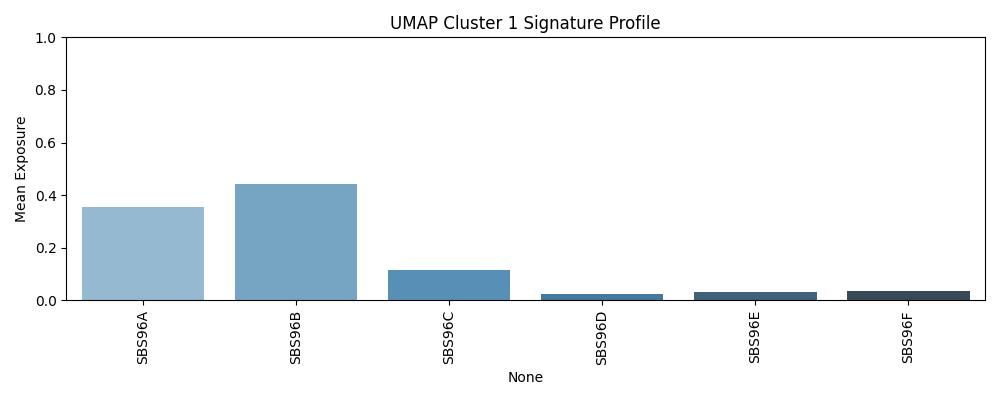 UMAP Cluster 1 Signature Profile
Mean Exposure
1.0
0.8
0.6
0.4
0.2
0.0
SBS96A
SBS96B
SBS96C
SBS96D
SBS96E
SBS96F
None